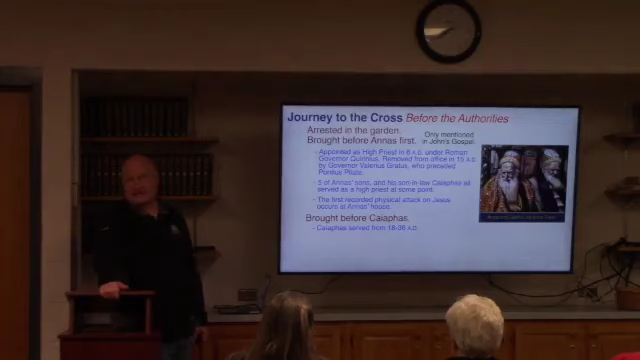 Journey to the Cross Before the Authorities
Arrested in the garden.
Brought before Annas first.
Only mentioned
in John's Gospel.
- Appointed as High Priest in 6 A.D. under Roman
Governor Quirinius. Removed from office in 15 A.D.
by Governor Valerius Gratus, who preceded
Pontius Pilate.
- 5 of Annas' sons, and his son-in-law Caiaphas all
served as a high priest at some point.
- The first recorded physical attack on Jesus
occurs at Annas' house.
Brought before Caiaphas.
- Caiaphas served from 18-36 A.D.